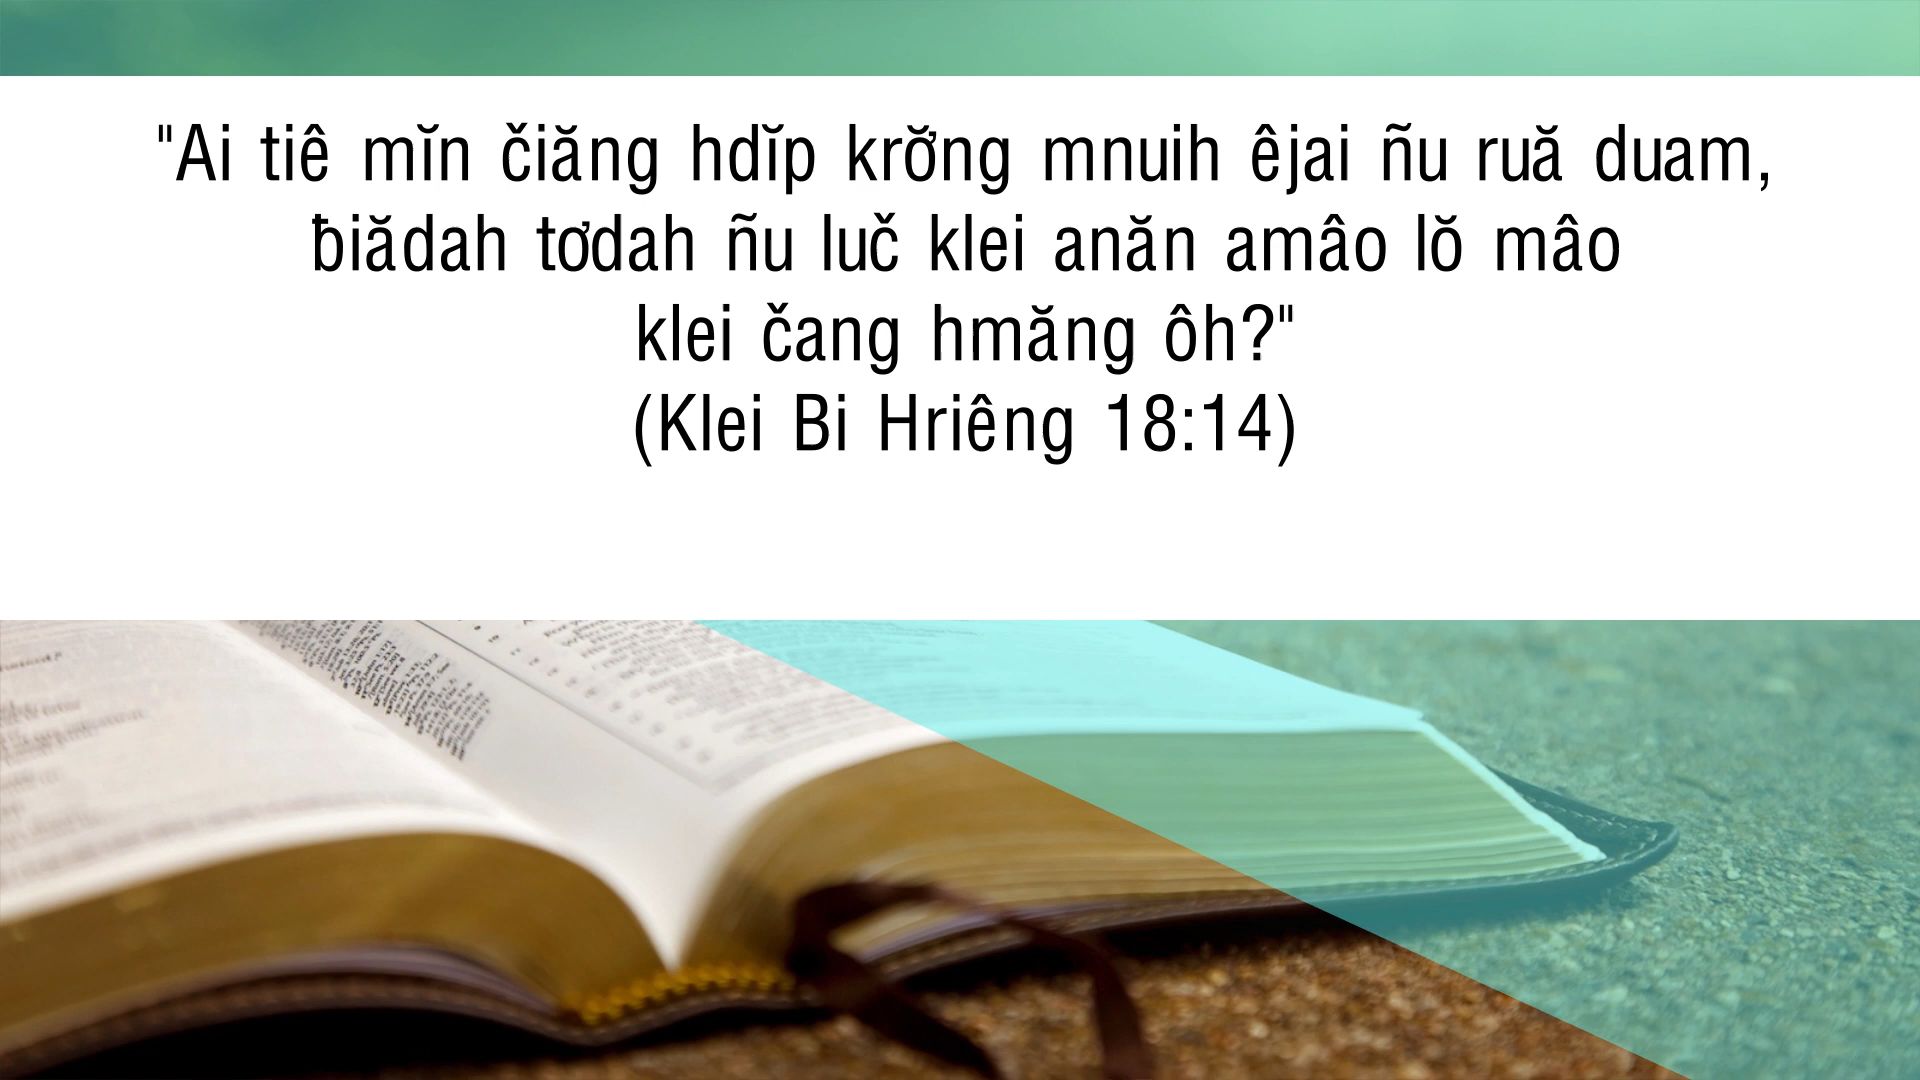 "Ai tiê mĭn čiăng hdĭp krơ̆ng mnuih êjai ñu ruă duam,
ƀiădah tơdah ñu luč klei anăn amâo lŏ mâo
klei čang hmăng ôh?"
(Klei Bi Hriêng 18:14)